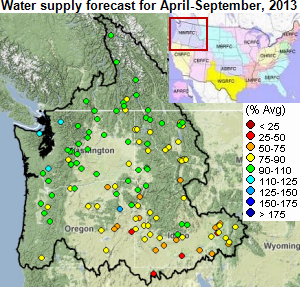 Water supply forecast for April-September, 2013
NWRFC
MBRFC
NCRFC
NERFC
OHRFC
MARFC
CNRFC
CBRFC
ABRFC
SERFC
LMRFC
WGRFC
(% Avg)
< 25
25-50
50-75
75-90
90-110
110-125
125-150
150-175
> 175
Washington
Oregon
Idaho
Wyoming